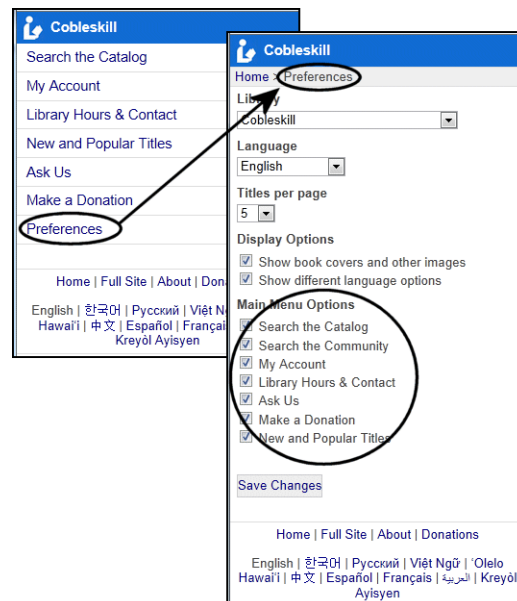 Cobleskill
Search the Catalog
My Account
Library Hours & Contact
New and Popular Titles
Ask Us
Make a Donation
Preferences
Home | Full Site | About |
English | 한국어 | Русский | Việt
Hawai'i | 中文 | Español |
Kreyòl Ayisyen
Cobleskill
Home > Preferences
Library
Cobleskill
Language
English
Titles per page
5
Display Options
Show book covers and other images
Show different language options
Main Menu Options
Search the Catalog
Search the Community
My Account
Library Hours & Contact
Ask Us
Make a Donation
New and Popular Titles
Save Changes
Home | Full Site | About | Donations
English | 한국어 | Русский | Việt Ngữ | ʻOlelo
Hawai'i | 中文 | Español | Français | العربية | Kreyòl
Ayisyen